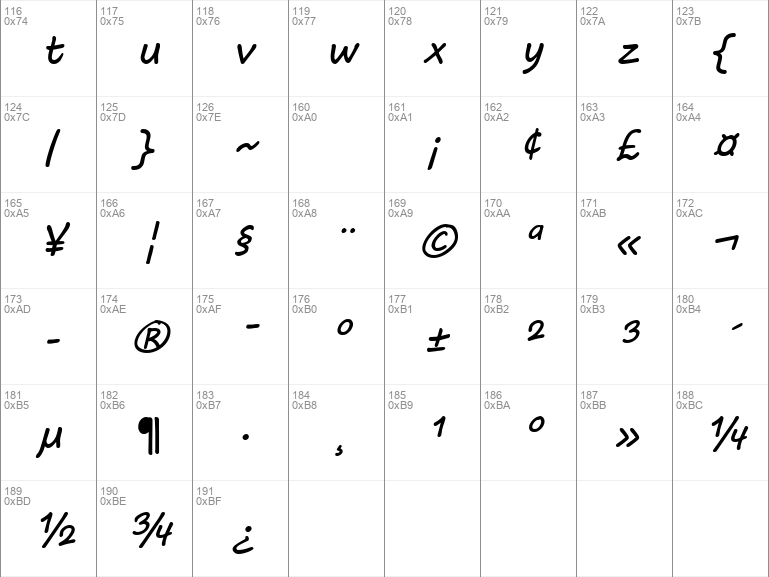 116 117 118 119 120 121 122 123
0x74 0x75 0x76 0x77 0x78 0x79 0x7A 0x7B
t u v w x y z {
124 125 126 160 161 162 163 164
0x7C 0x7D 0x7E 0xA0 0xA1 0xA2 0xA3 0xA4
| } ~ ¡ ¢ £ ¤
165 166 167 168 169 170 171 172
0xA5 0xA6 0xA7 0xA8 0xA9 0xAA 0xAB 0xAC
¥ ¦ § ¨ © ª « ¬
173 174 175 176 177 178 179 180
0xAD 0xAE 0xAF 0xB0 0xB1 0xB2 0xB3 0xB4
- ® ¯ ° ± ² ³ ´
181 182 183 184 185 186 187 188
0xB5 0xB6 0xB7 0xB8 0xB9 0xBA 0xBB 0xBC
µ ¶ · ¸ ¹ º » ¼
189 190 191
0xBD 0xBE 0xBF
½ ¾ ¿